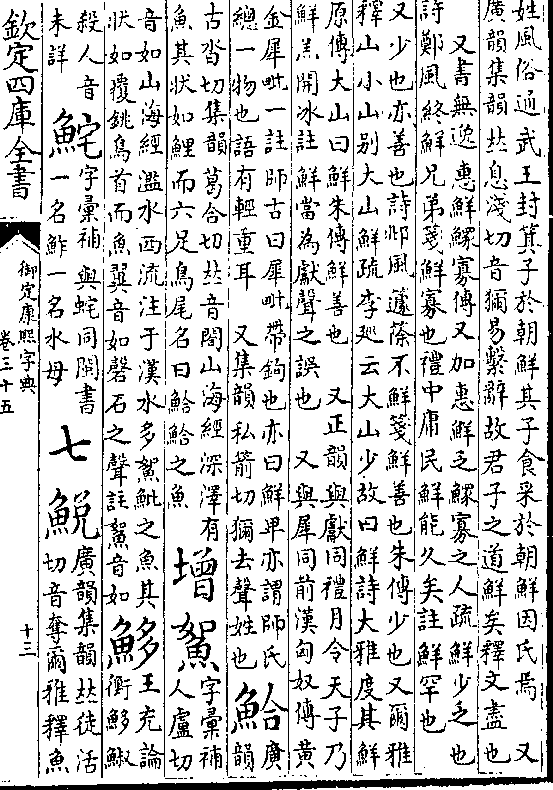 姓風俗通武王封箕子於朝鮮其子食采於朝鮮因氏焉　又
廣韻集韻𠀤息淺切音獮易繫辭故君子之道鮮矣釋文盡也
又書無逸惠鮮鰥寡傳又加惠鮮乏鰥寡之人疏鮮少乏也
詩鄭風終鮮兄弟箋鮮寡也禮中庸民鮮能久矣註鮮罕也
又少也亦善也詩邶風籧篨不鮮箋鮮善也朱傳少也又爾雅
釋山小山別大山鮮疏李廵云大山少故曰鮮詩大雅度其鮮
原傳大山曰鮮朱傳鮮善也　又正韻與獻同禮月令天子乃
鮮羔開冰註鮮當為獻聲之誤也　又與犀同前漢匈奴傳黃
金犀毗一註師古曰犀毗帶鉤也亦曰鮮卑亦謂師氏
總一物也語有輕重耳　又集韻私箭切獮去聲姓也
鮯
廣韻
古沓切集韻葛合切𠀤音閤山海經深澤有
魚其狀如鯉而六足鳥尾名曰鮯鮯之魚
增
䰇
字彙補
人盧切
音如山海經濫水西流注于漢水多䰇魮之魚其
狀如覆銚鳥首而魚翼音如磬石之聲註䰇音如
𩶱
王充論
衡𩶱鯢
殺人音
未詳
𩶣
字彙補與蛇同閩書
一名鮓一名水母
七
鮵
廣韻集韻𠀤徒活
切音奪爾雅釋魚
欽定四庫全書
御定康熙字典
卷三十五
十三